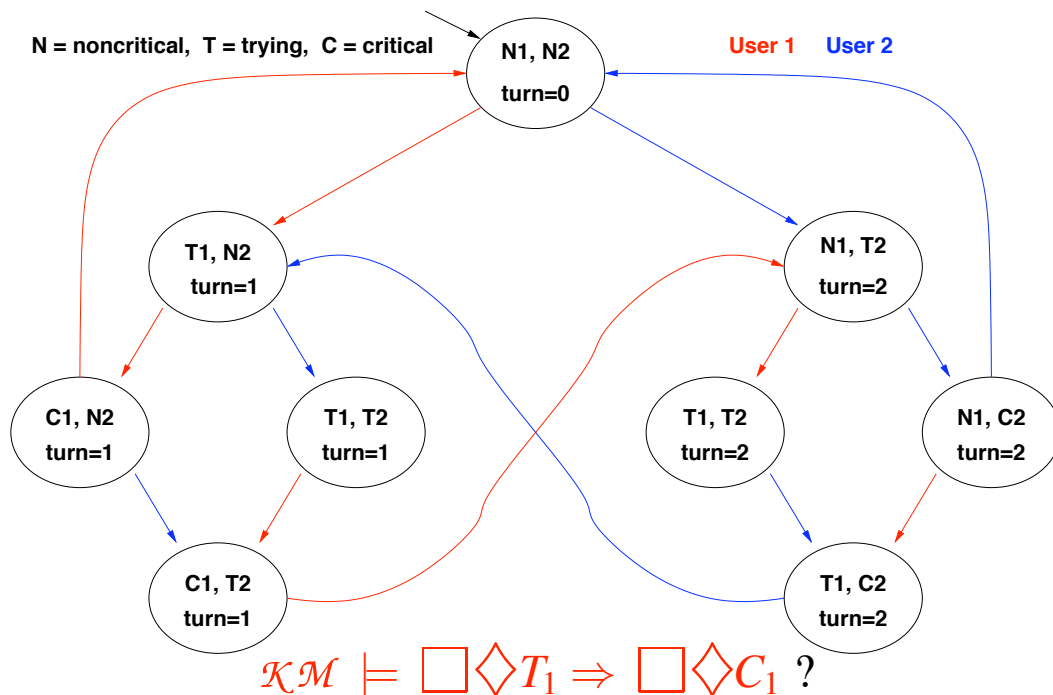 N = noncritical, T = trying, C = critical
User 1 User 2
N1, N2
turn=0
T1, N2
turn=1
N1, T2
turn=2
C1, N2
turn=1
T1, T2
turn=1
T1, T2
turn=2
N1, C2
turn=2
C1, T2
turn=1
T1, C2
turn=2
𝒦ℳ ⊨ □◇T₁ ⇒ □◇C₁ ?